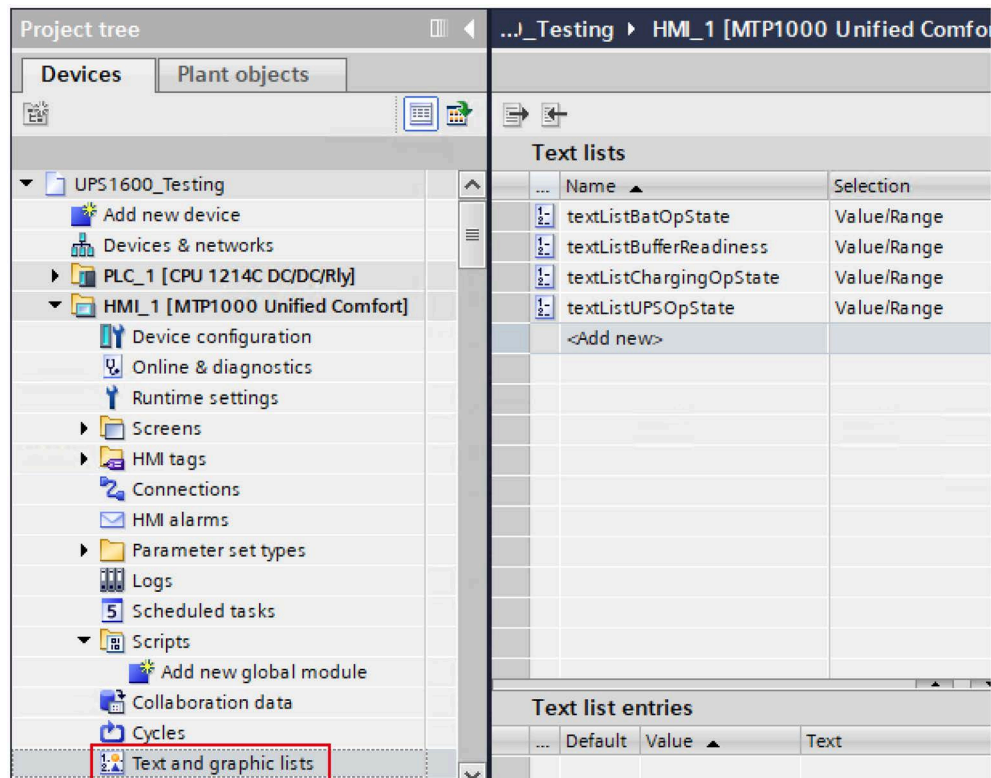 Project tree
Devices
Plant objects
UPS1600_Testing
Add new device
Devices & networks
PLC_1 [CPU 1214C DC/DC/Rly]
HMI_1 [MTP1000 Unified Comfort]
Device configuration
Online & diagnostics
Runtime settings
Screens
HMI tags
Connections
HMI alarms
Parameter set types
Logs
Scheduled tasks
Scripts
Add new global module
Collaboration data
Cycles
Text and graphic lists
...)_Testing ▸ HMI_1 [MTP1000 Unified Comfo
Text lists
... Name Selection
textListBatOpState Value/Range
textListBufferReadiness Value/Range
textListChargingOpState Value/Range
textListUPSOpState Value/Range
<Add new>
Text list entries
... Default Value Text